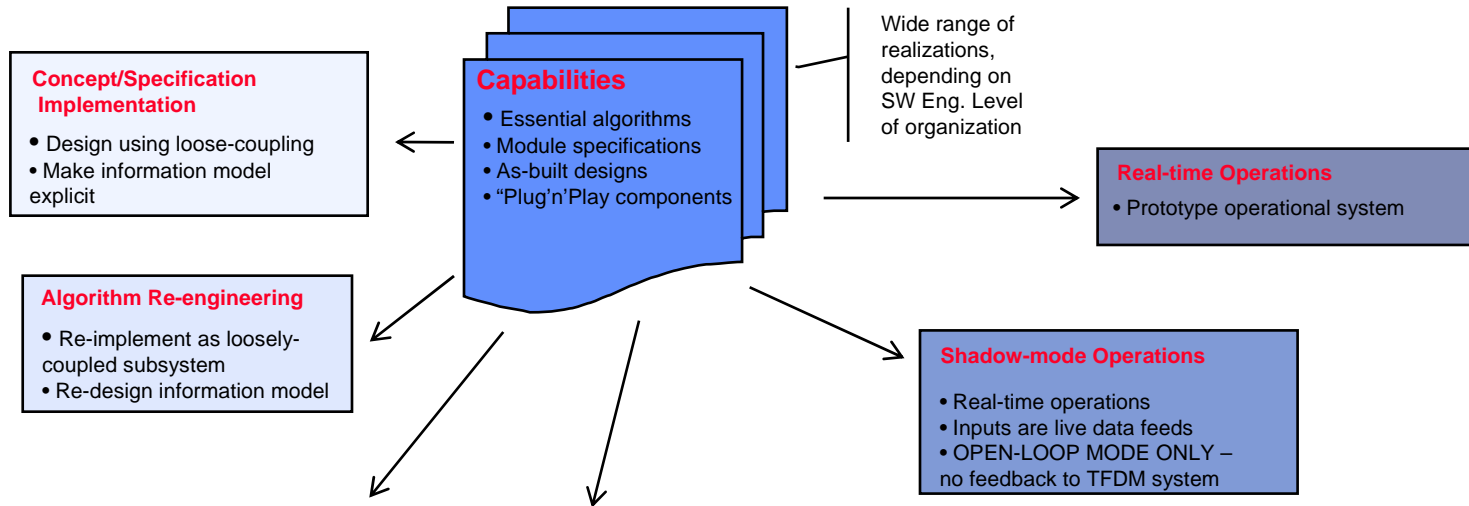 Concept/Specification
Implementation
• Design using loose-coupling
• Make information model
explicit
Capabilities
• Essential algorithms
• Module specifications
• As-built designs
• “Plug’n’Play components
Wide range of
realizations,
depending on
SW Eng. Level
of organization
Real-time Operations
• Prototype operational system
Algorithm Re-engineering
• Re-implement as loosely-
coupled subsystem
• Re-design information model
Shadow-mode Operations
• Real-time operations
• Inputs are live data feeds
• OPEN-LOOP MODE ONLY –
no feedback to TFDM system